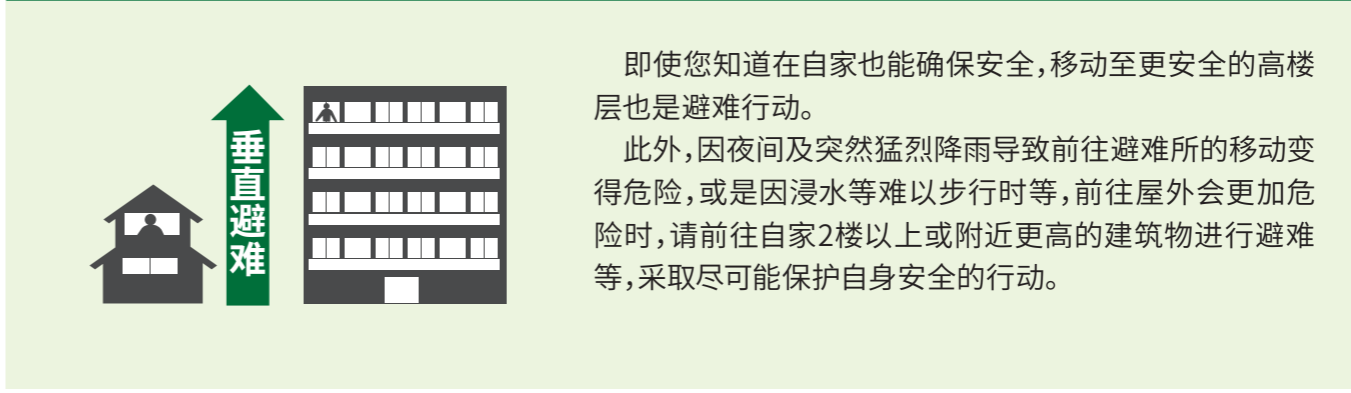 垂直避难
即使您知道在自家也能确保安全，移动至更安全的高楼
层也是避难行动。
此外，因夜间及突然猛烈降雨导致前往避难所的移动变
得危险，或是因浸水等难以步行时等，前往屋外会更加危
险时，请前往自家2楼以上或附近更高的建筑物进行避难
等，采取尽可能保护自身安全的行动。